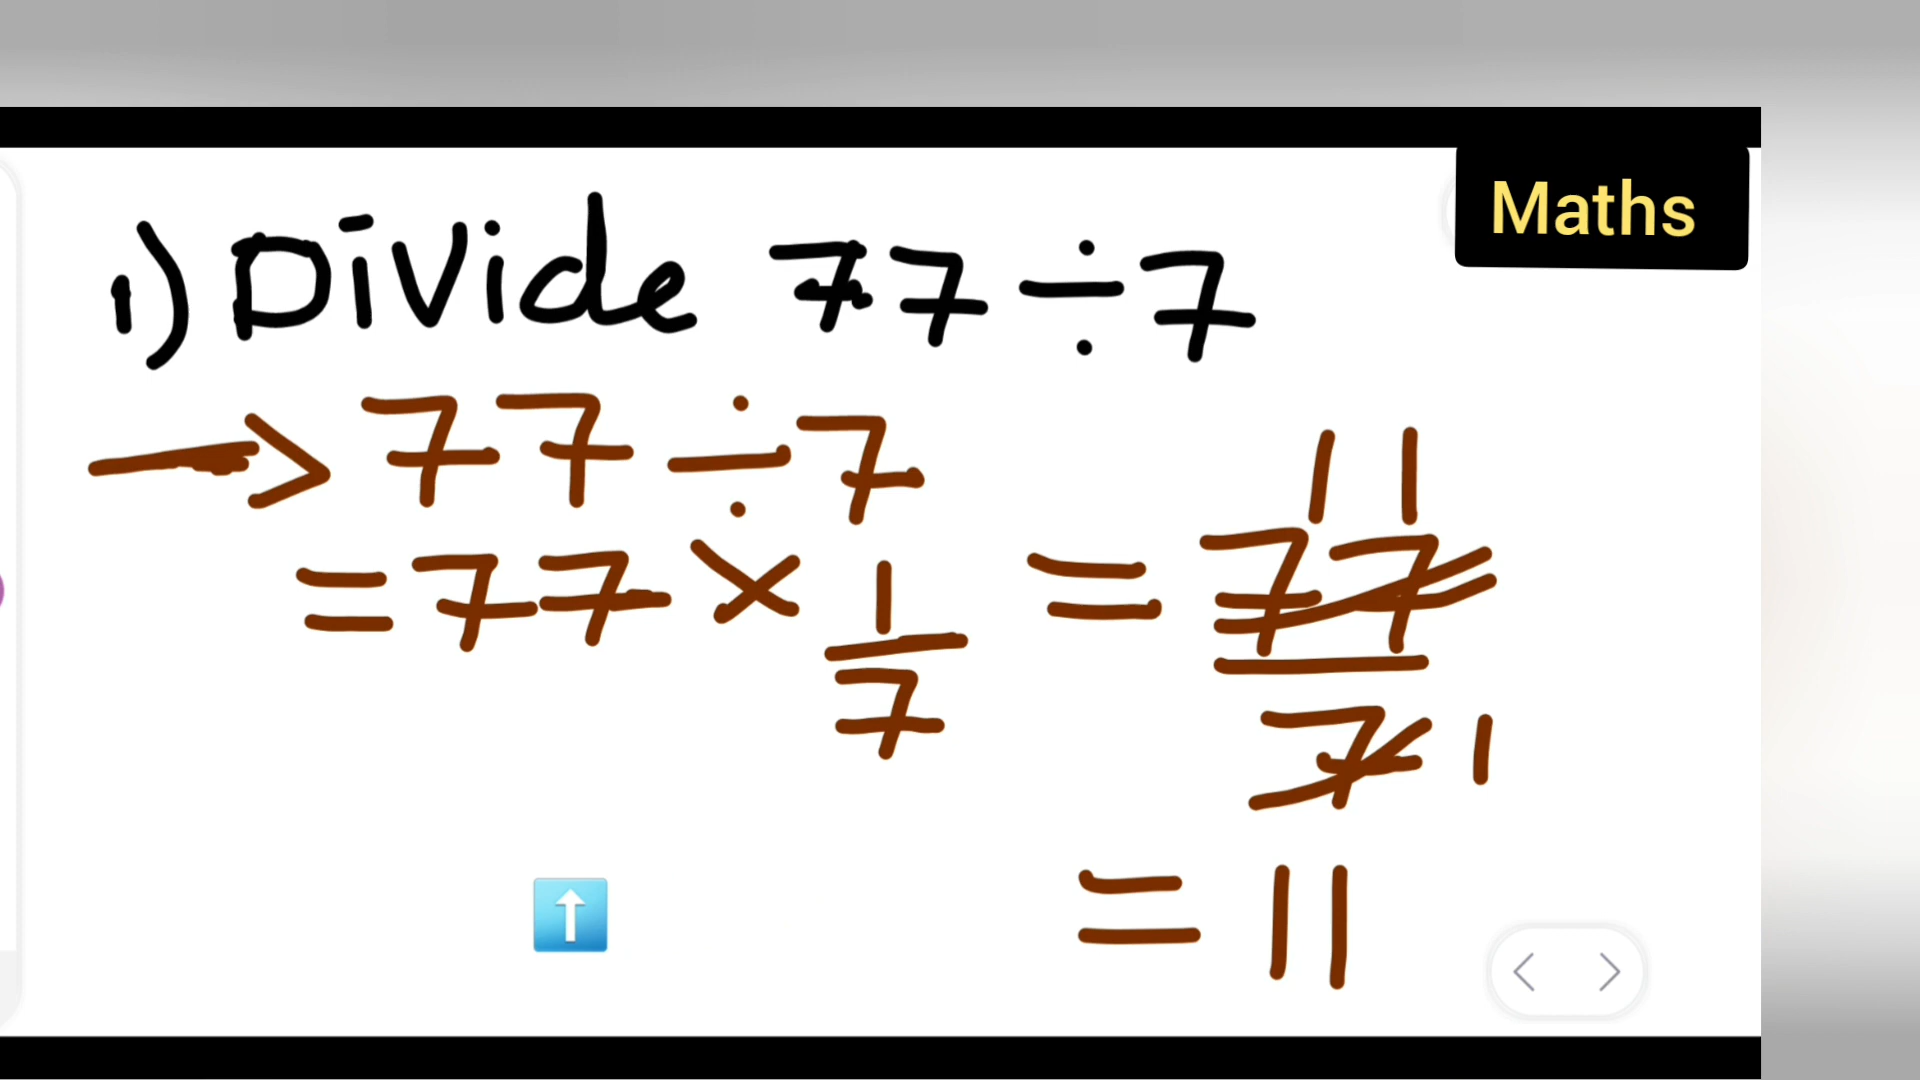 Maths
1) Divide 77 ÷ 7
→ 77 ÷ 7
= 77 × 1/7 = 77/7 11 1
= 11